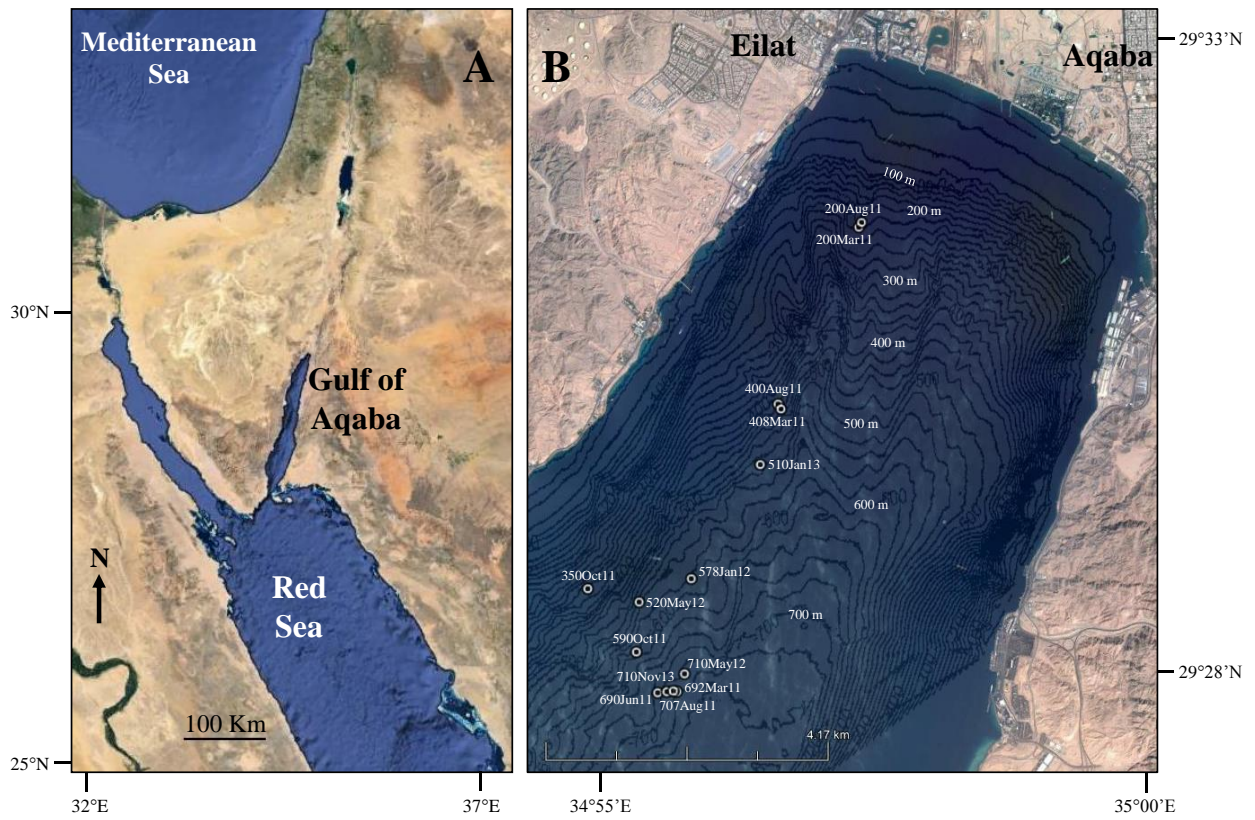 Mediterranean
Sea
A
Gulf of
Aqaba
N
Red
Sea
100 Km
30°N
25°N
32°E
37°E
B
Eilat
Aqaba
29°33’N
100 m
200Aug11
200 m
200Mar11
300 m
400 m
400Aug11
408Mar11
500 m
510Jan13
600 m
350Oct11
578Jan12
520May12
700 m
590Oct11
710May12
710Nov13
692Mar11
690Jun11
707Aug11
29°28’N
4.17 km
34°55’E
35°00’E